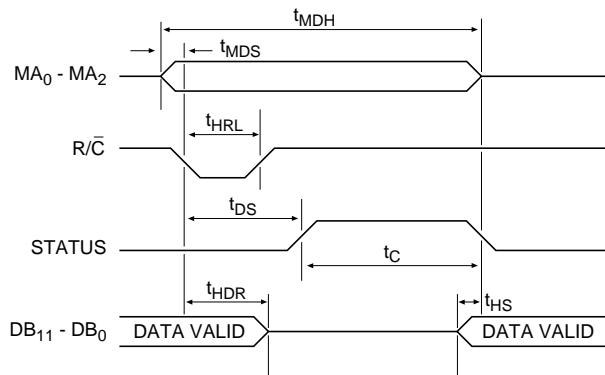 tMDH
tMDS
MA0 - MA2
tHRL
R/C̅
tDS
STATUS
tC
tHDR
tHS
DB11 - DB0 DATA VALID DATA VALID